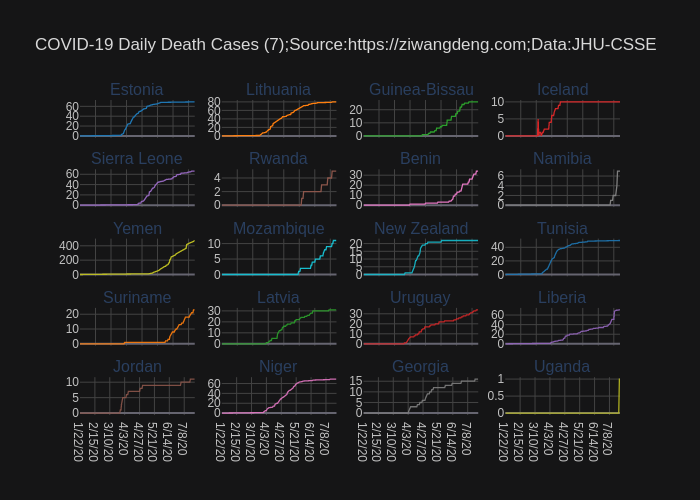 COVID-19 Daily Death Cases (7);Source:https://ziwangdeng.com;Data:JHU-CSSE
Estonia Lithuania Guinea-Bissau Iceland
60 40 20 0 80 60 40 20 0 20 10 0 10 5 0
Sierra Leone Rwanda Benin Namibia
60 40 20 0 4 2 0 30 20 10 0 6 4 2 0
Yemen Mozambique New Zealand Tunisia
400 200 0 10 5 0 20 15 10 5 0 40 20 0
Suriname Latvia Uruguay Liberia
20 10 0 30 20 10 0 30 20 10 0 60 40 20 0
Jordan Niger Georgia Uganda
10 5 0 60 40 20 0 15 10 5 0 1 0.5 0
1/22/20 2/15/20 3/10/20 4/3/20 4/27/20 5/21/20 6/14/20 7/8/20 1/22/20 2/15/20 3/10/20 4/3/20 4/27/20 5/21/20 6/14/20 7/8/20 1/22/20 2/15/20 3/10/20 4/3/20 4/27/20 5/21/20 6/14/20 7/8/20 1/22/20 2/15/20 3/10/20 4/3/20 4/27/20 5/21/20 6/14/20 7/8/20